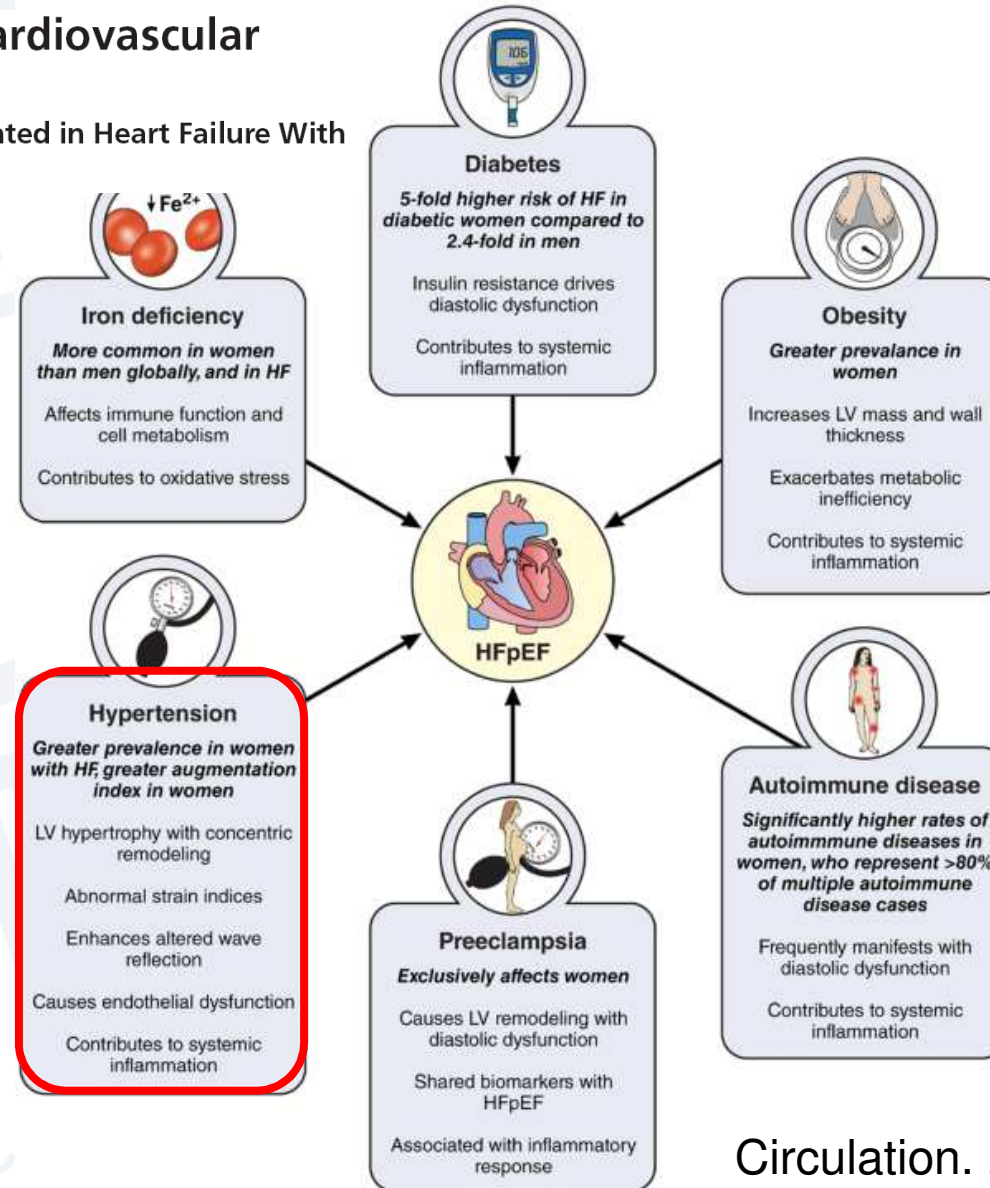 ardiovascular
ated in Heart Failure With
106
Diabetes
5-fold higher risk of HF in
diabetic women compared to
2.4-fold in men
Insulin resistance drives
diastolic dysfunction
Contributes to systemic
inflammation
↓Fe²⁺
Iron deficiency
More common in women
than men globally, and in HF
Affects immune function and
cell metabolism
Contributes to oxidative stress
Obesity
Greater prevalance in
women
Increases LV mass and wall
thickness
Exacerbates metabolic
inefficiency
Contributes to systemic
inflammation
HFpEF
Hypertension
Greater prevalence in women
with HF, greater augmentation
index in women
LV hypertrophy with concentric
remodeling
Abnormal strain indices
Enhances altered wave
reflection
Causes endothelial dysfunction
Contributes to systemic
inflammation
Preeclampsia
Exclusively affects women
Causes LV remodeling with
diastolic dysfunction
Shared biomarkers with
HFpEF
Associated with inflammatory
response
Autoimmune disease
Significantly higher rates of
autoimmmune diseases in
women, who represent >80%
of multiple autoimmune
disease cases
Frequently manifests with
diastolic dysfunction
Contributes to systemic
inflammation
Circulation.